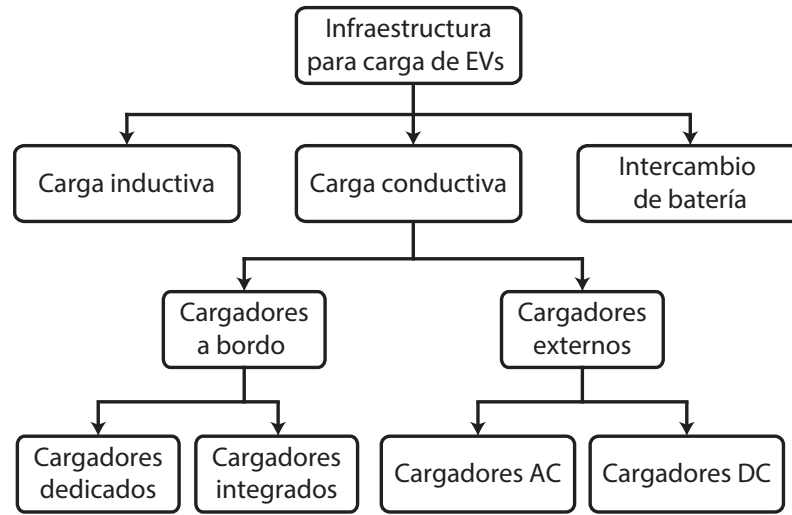 Infraestructura
para carga de EVs
Carga inductiva
Carga conductiva
Intercambio
de batería
Cargadores
a bordo
Cargadores
externos
Cargadores
dedicados
Cargadores
integrados
Cargadores AC
Cargadores DC